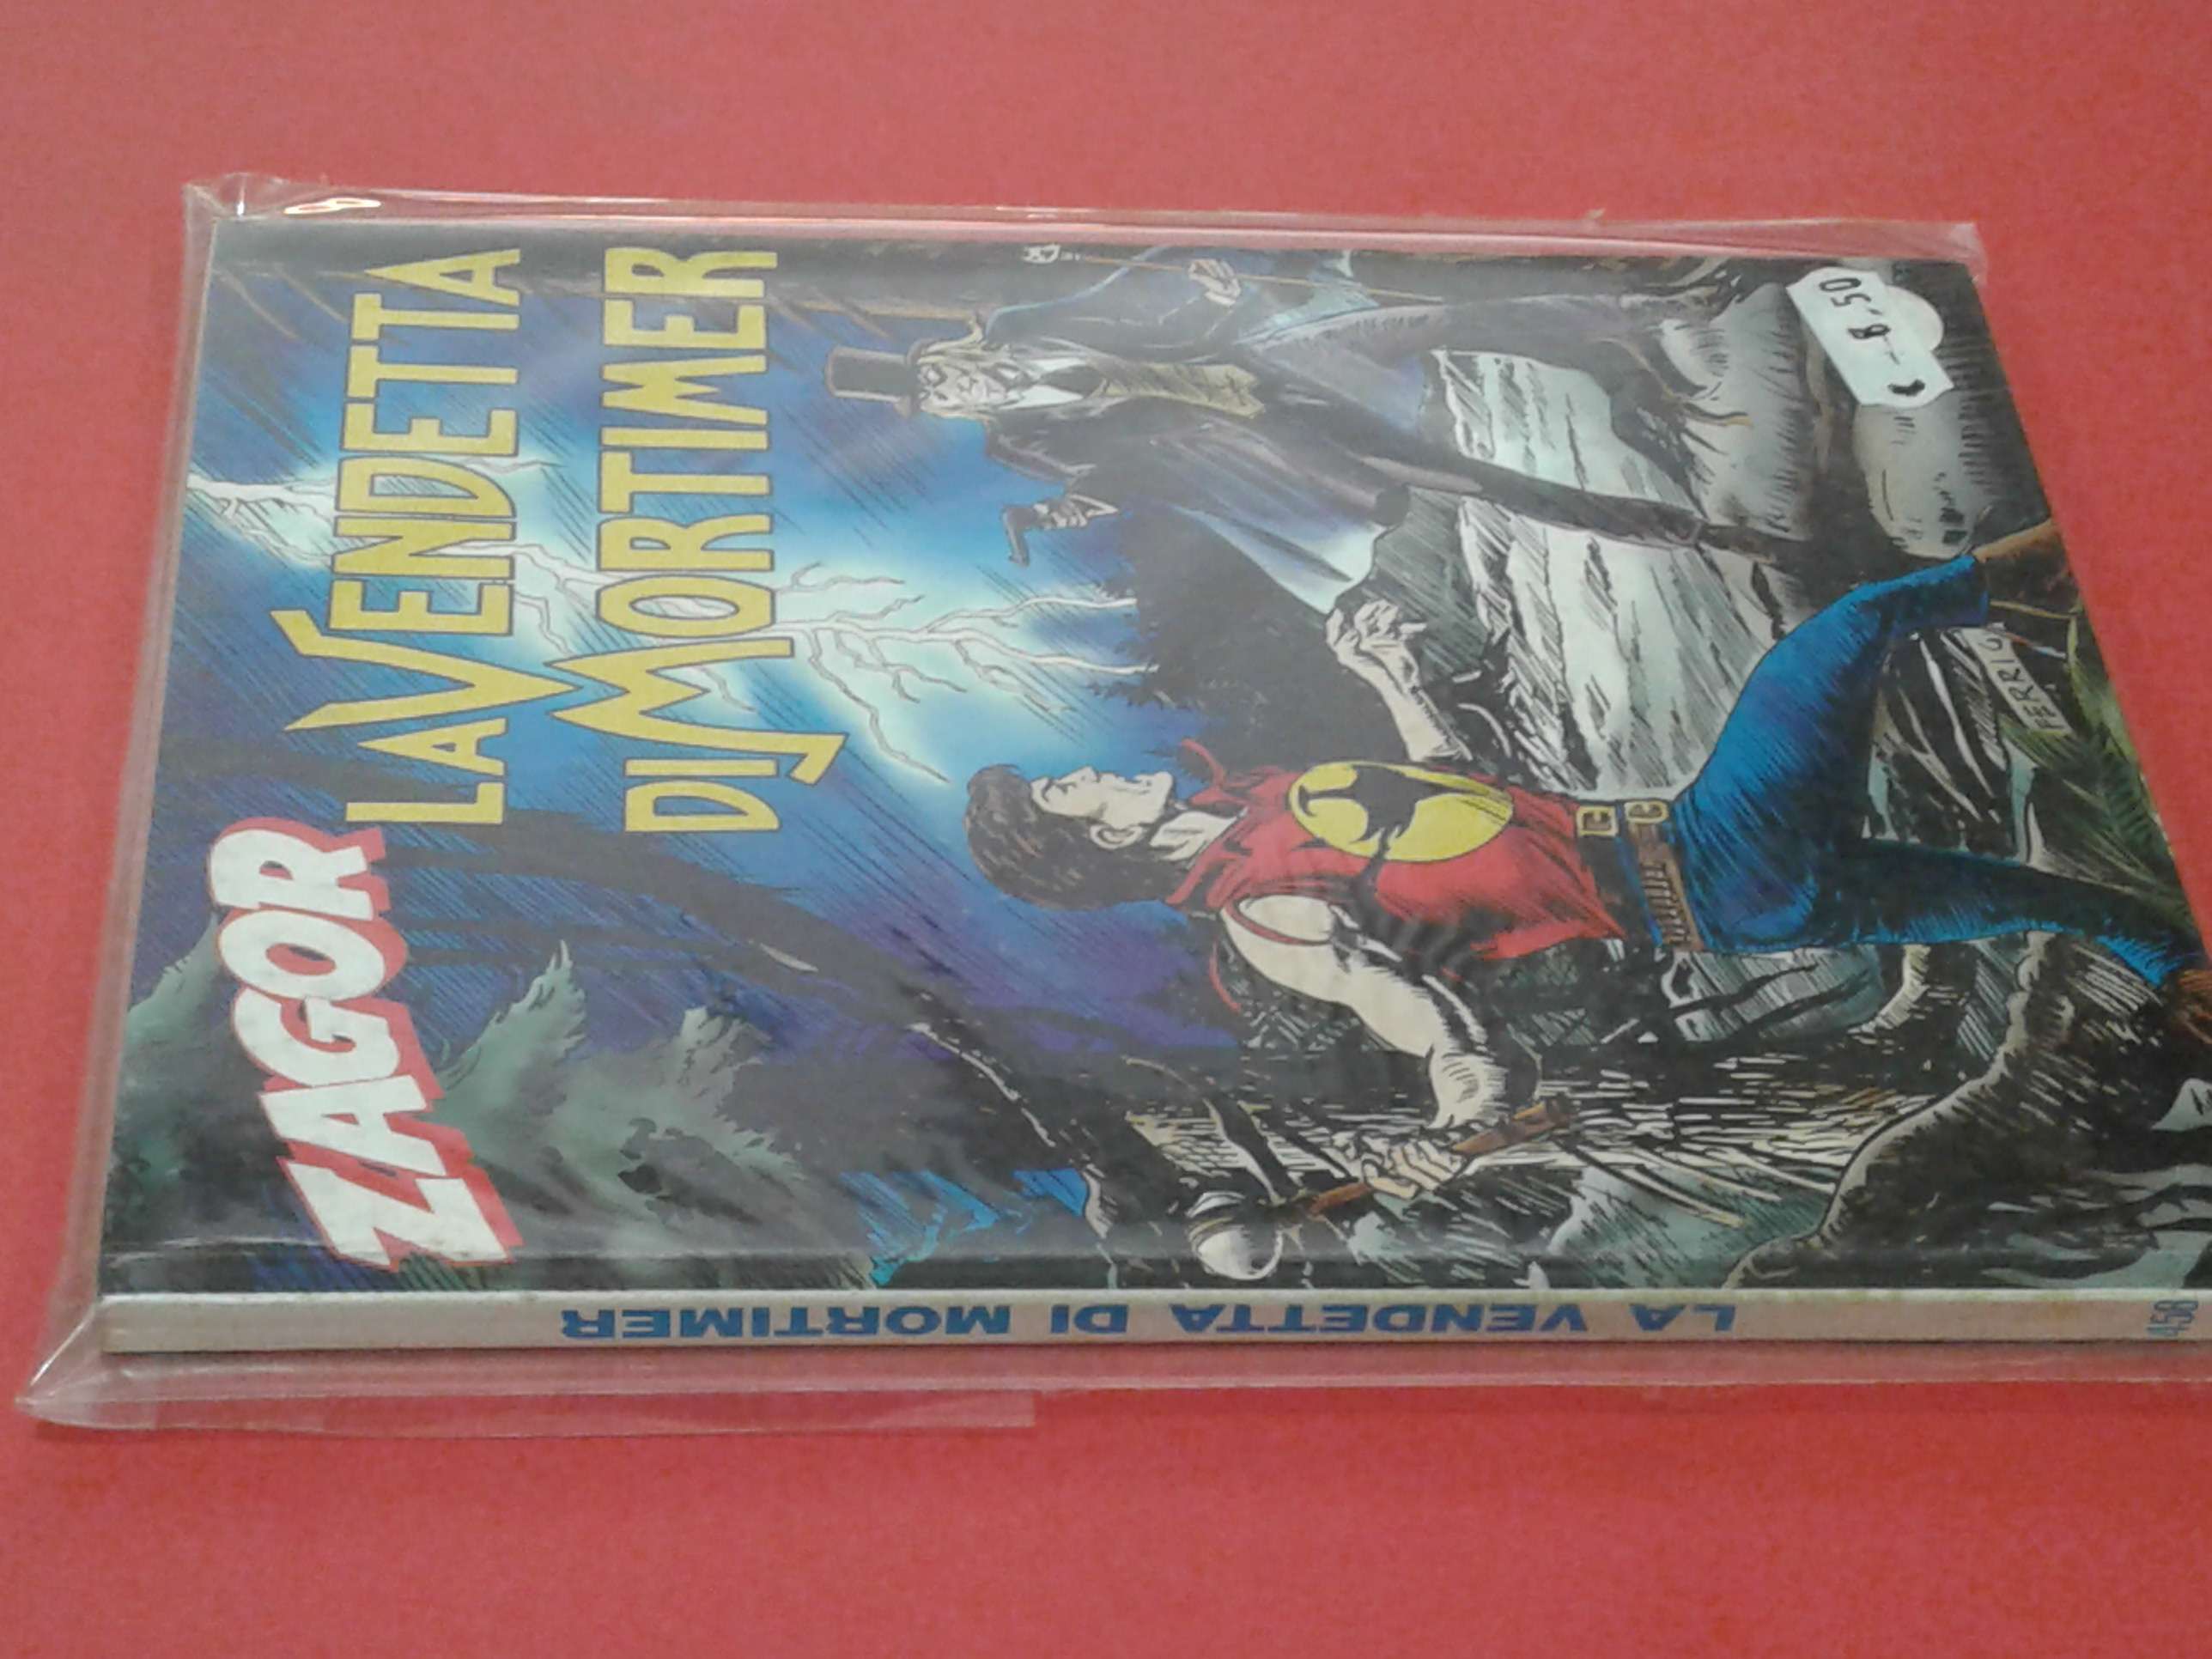 ZAGOR
LA VENDETTA
DI MORTIMER
€ 8,50
FERRI
LA VENDETTA DI MORTIMER
458